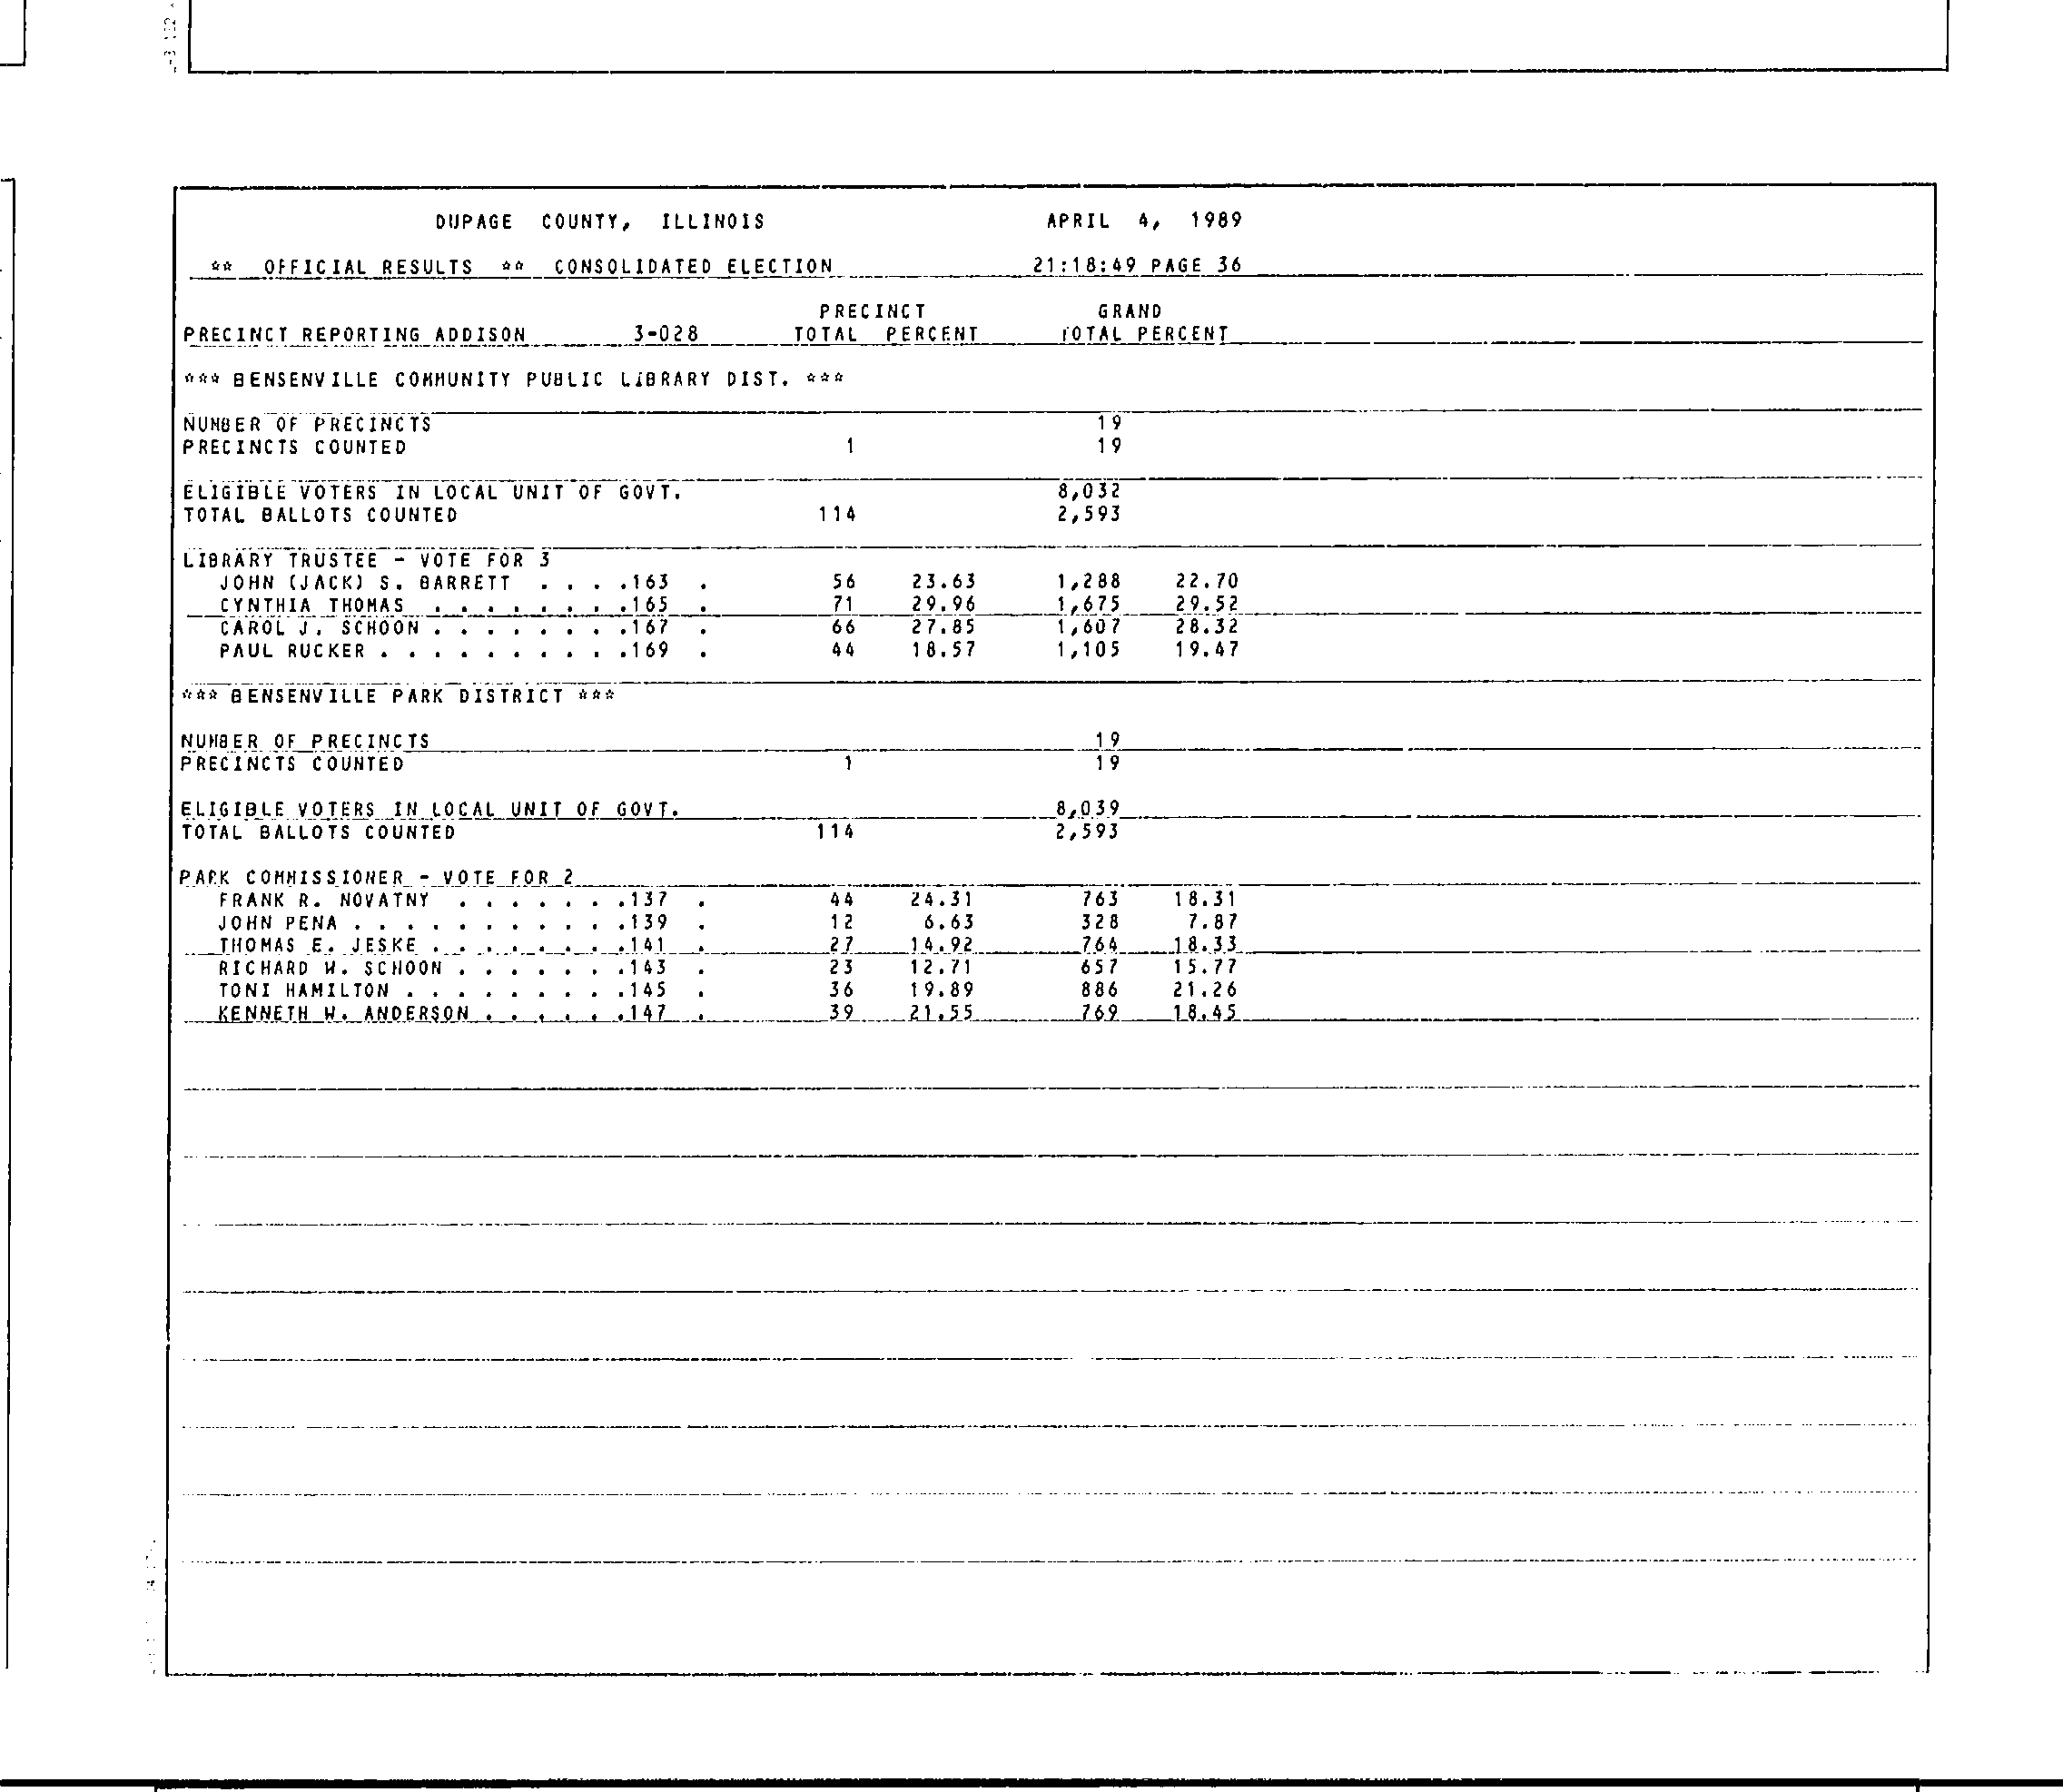 DUPAGE COUNTY, ILLINOIS APRIL 4, 1989
** OFFICIAL RESULTS ** CONSOLIDATED ELECTION 21:18:49 PAGE 36
PRECINCT GRAND
PRECINCT REPORTING ADDISON 3-028 TOTAL PERCENT TOTAL PERCENT
*** BENSENVILLE COMMUNITY PUBLIC LIBRARY DIST. ***
NUMBER OF PRECINCTS 19
PRECINCTS COUNTED 1 19
ELIGIBLE VOTERS IN LOCAL UNIT OF GOVT. 8,032
TOTAL BALLOTS COUNTED 114 2,593
LIBRARY TRUSTEE - VOTE FOR 3
JOHN (JACK) S. BARRETT . . . .163 . 56 23.63 1,288 22.70
CYNTHIA THOMAS . . . . . . . .165 . 71 29.96 1,675 29.52
CAROL J. SCHOON . . . . . . . .167 . 66 27.85 1,607 28.32
PAUL RUCKER . . . . . . . . . .169 . 44 18.57 1,105 19.47
*** BENSENVILLE PARK DISTRICT ***
NUMBER OF PRECINCTS 19
PRECINCTS COUNTED 1 19
ELIGIBLE VOTERS IN LOCAL UNIT OF GOVT. 8,039
TOTAL BALLOTS COUNTED 114 2,593
PARK COMMISSIONER - VOTE FOR 2
FRANK R. NOVATNY . . . . . . .137 . 44 24.31 763 18.31
JOHN PENA . . . . . . . . . . .139 . 12 6.63 328 7.87
THOMAS E. JESKE . . . . . . . .141 . 27 14.92 764 18.33
RICHARD W. SCHOON . . . . . . .143 . 23 12.71 657 15.77
TONI HAMILTON . . . . . . . . .145 . 36 19.89 886 21.26
KENNETH W. ANDERSON . . . . . .147 . 39 21.55 769 18.45